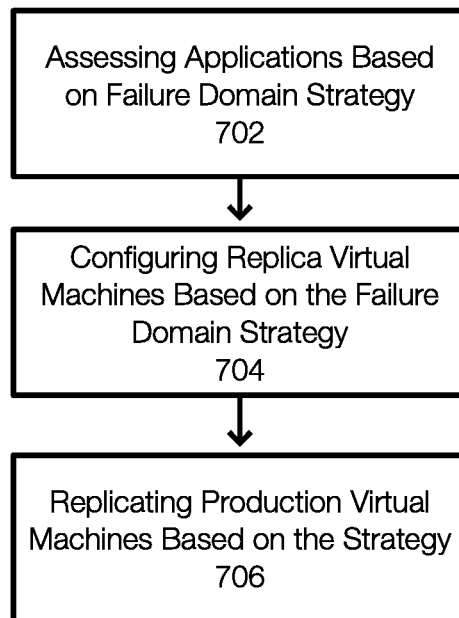 Assessing Applications Based
on Failure Domain Strategy
702
Configuring Replica Virtual
Machines Based on the Failure
Domain Strategy
704
Replicating Production Virtual
Machines Based on the Strategy
706